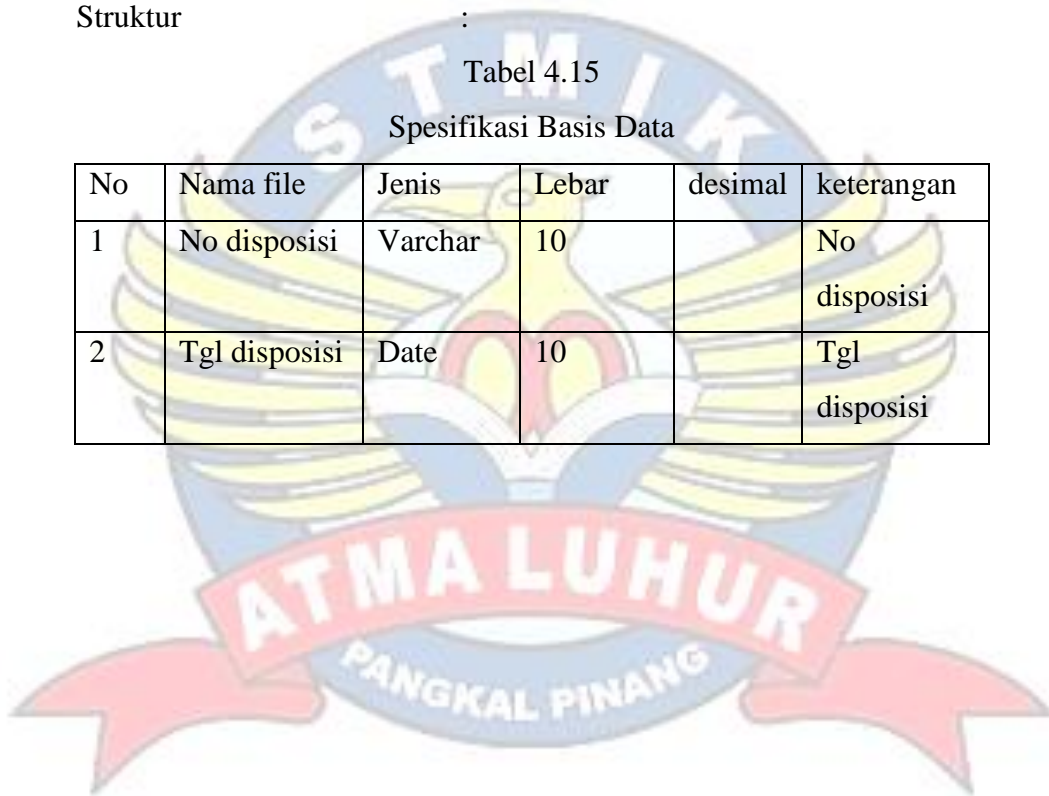 Struktur :
Tabel 4.15
Spesifikasi Basis Data
No Nama file Jenis Lebar desimal keterangan
1 No disposisi Varchar 10 No
disposisi
2 Tgl disposisi Date 10 Tgl
disposisi
STMIK
ATMA LUHUR
PANGKAL PINANG